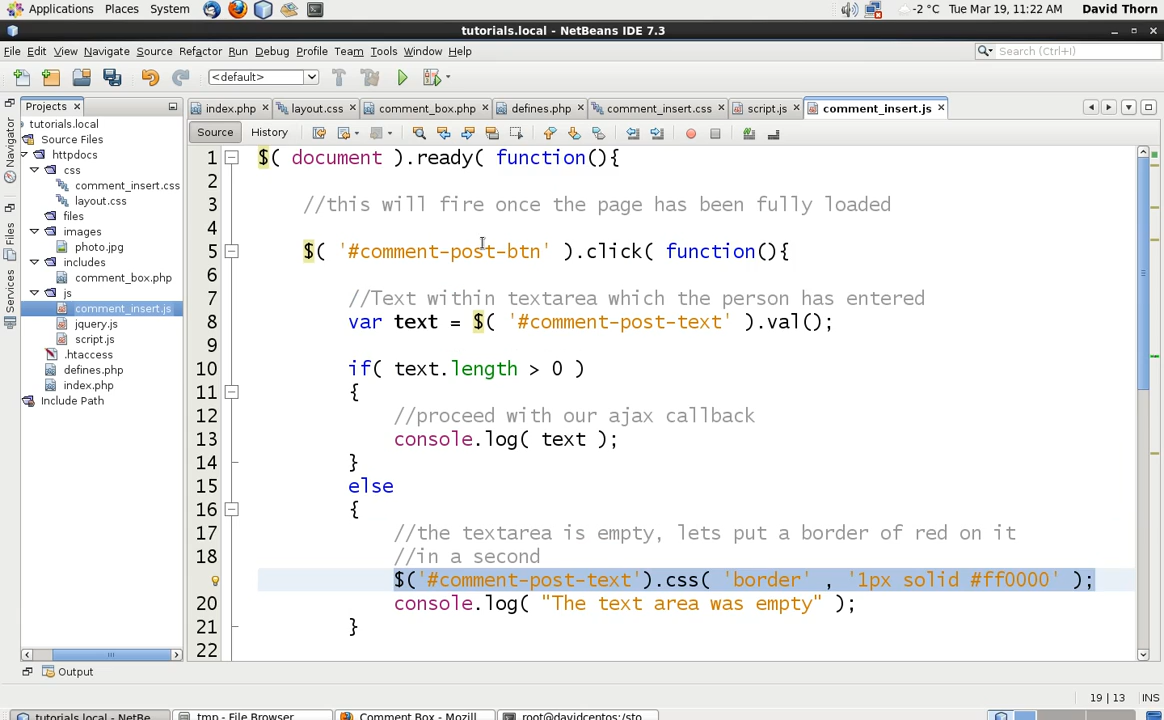 Applications Places System -2 °C Tue Mar 19, 11:22 AM David Thorn
tutorials.local - NetBeans IDE 7.3
File Edit View Navigate Source Refactor Run Debug Profile Team Tools Window Help Search (Ctrl+I)
<default>
Projects × index.php × layout.css × comment_box.php × defines.php × comment_insert.css × script.js × comment_insert.js ×
Source History
Navigator
Files
Services
tutorials.local
Source Files
httpdocs
css
comment_insert.css
layout.css
files
images
photo.jpg
includes
comment_box.php
js
comment_insert.js
jquery.js
script.js
.htaccess
defines.php
index.php
Include Path
1 $( document ).ready( function(){
2
3 //this will fire once the page has been fully loaded
4
5 $( '#comment-post-btn' ).click( function(){
6
7 //Text within textarea which the person has entered
8 var text = $( '#comment-post-text' ).val();
9
10 if( text.length > 0 )
11 {
12 //proceed with our ajax callback
13 console.log( text );
14 }
15 else
16 {
17 //the textarea is empty, lets put a border of red on it
18 //in a second
$('#comment-post-text').css( 'border' , '1px solid #ff0000' );
20 console.log( "The text area was empty" );
21 }
22
Output
19 | 13 INS
tutorials.local - NetBe... tmp - File Browser Comment Box - Mozill... root@davidcentos:/sto...